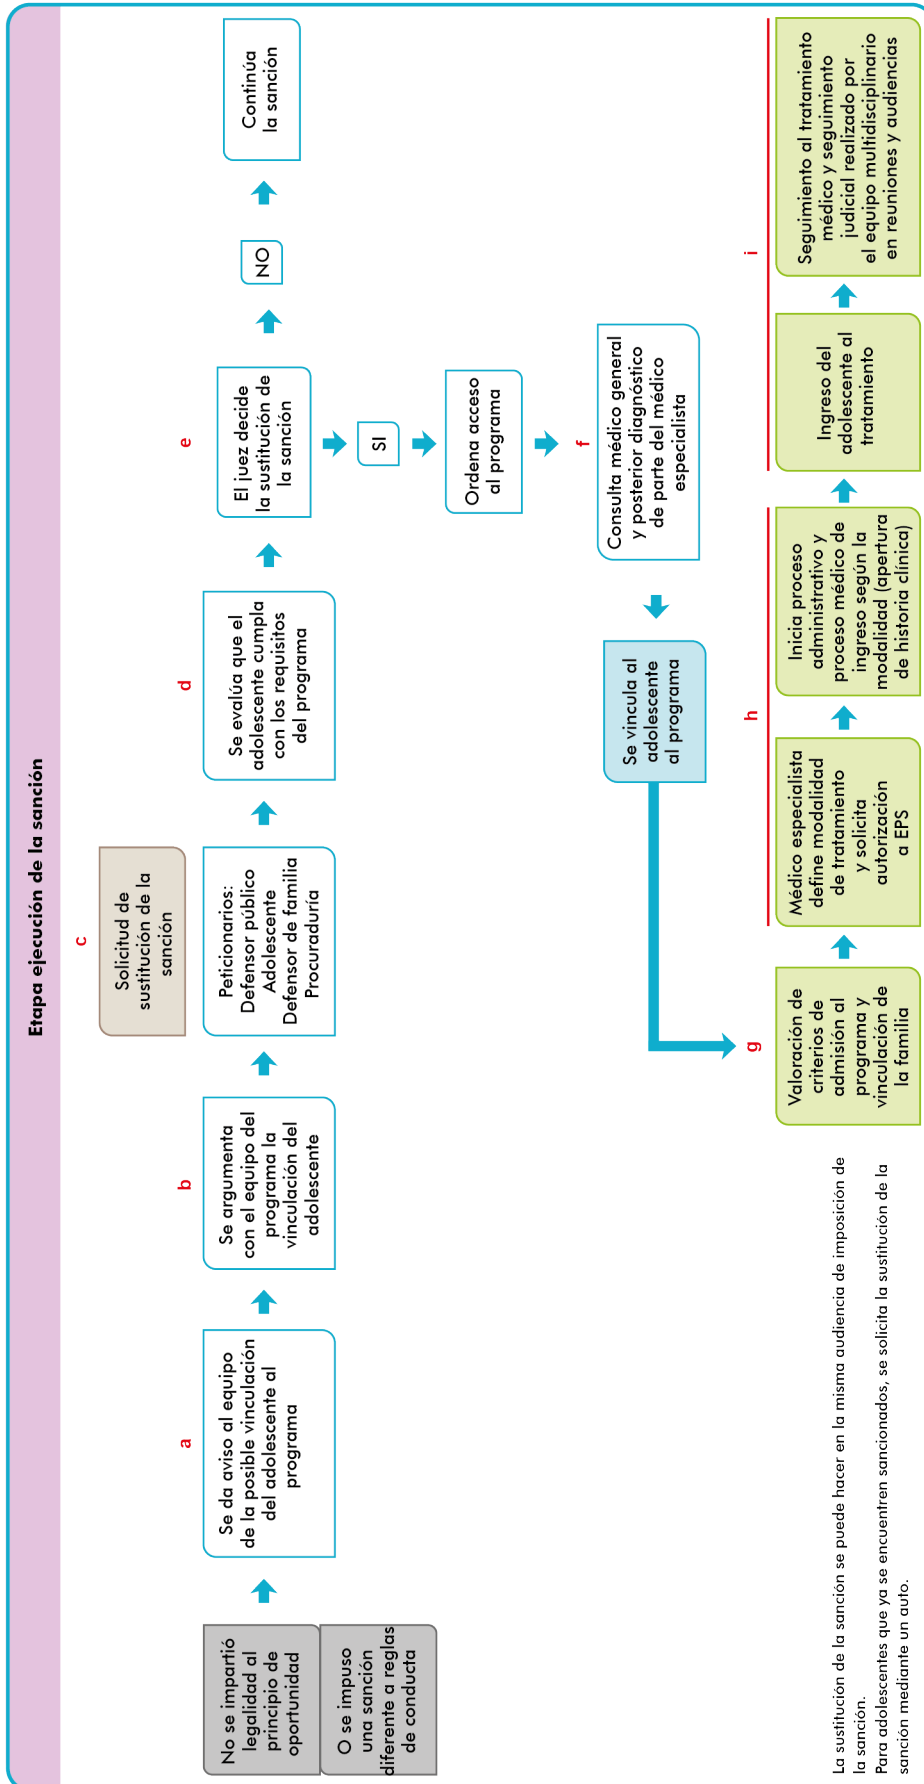 Etapa ejecución de la sanción
No se impartió
legalidad al
principio de
oportunidad
O se impuso
una sanción
diferente a reglas
de conducta
a
Se da aviso al equipo
de la posible vinculación
del adolescente al
programa
b
Se argumenta
con el equipo del
programa la
vinculación del
adolescente
c
Solicitud de
sustitución de la
sanción
Peticionarios:
Defensor público
Adolescente
Defensor de familia
Procuraduría
d
Se evalúa que el
adolescente cumpla
con los requisitos
del programa
e
El juez decide
la sustitución de
la sanción
NO
Continúa
la sanción
SI
Ordena acceso
al programa
f
Consulta médico general
y posterior diagnóstico
de parte del médico
especialista
Se vincula al
adolescente
al programa
g
Valoración de
criterios de
admisión al
programa y
vinculación de
la familia
h
Médico especialista
define modalidad
de tratamiento
y solicita
autorización
a EPS
Inicia proceso
administrativo y
proceso médico de
ingreso según la
modalidad (apertura
de historia clínica)
i
Ingreso del
adolescente al
tratamiento
Seguimiento al tratamiento
médico y seguimiento
judicial realizado por
el equipo multidisciplinario
en reuniones y audiencias
La sustitución de la sanción se puede hacer en la misma audiencia de imposición de
la sanción.
Para adolescentes que ya se encuentren sancionados, se solicita la sustitución de la
sanción mediante un auto.